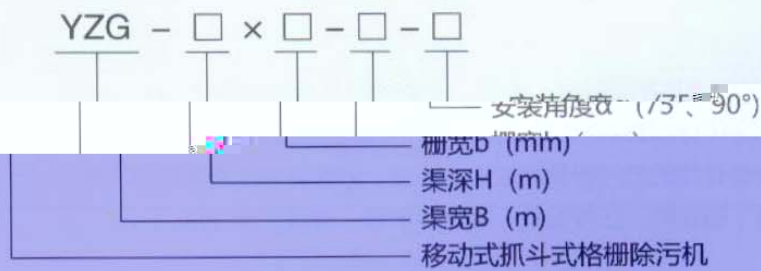 YZG - □ × □ - □ - □
安装角度α (75°、90°)
栅宽b (mm)
渠深H (m)
渠宽B (m)
移动式抓斗式格栅除污机